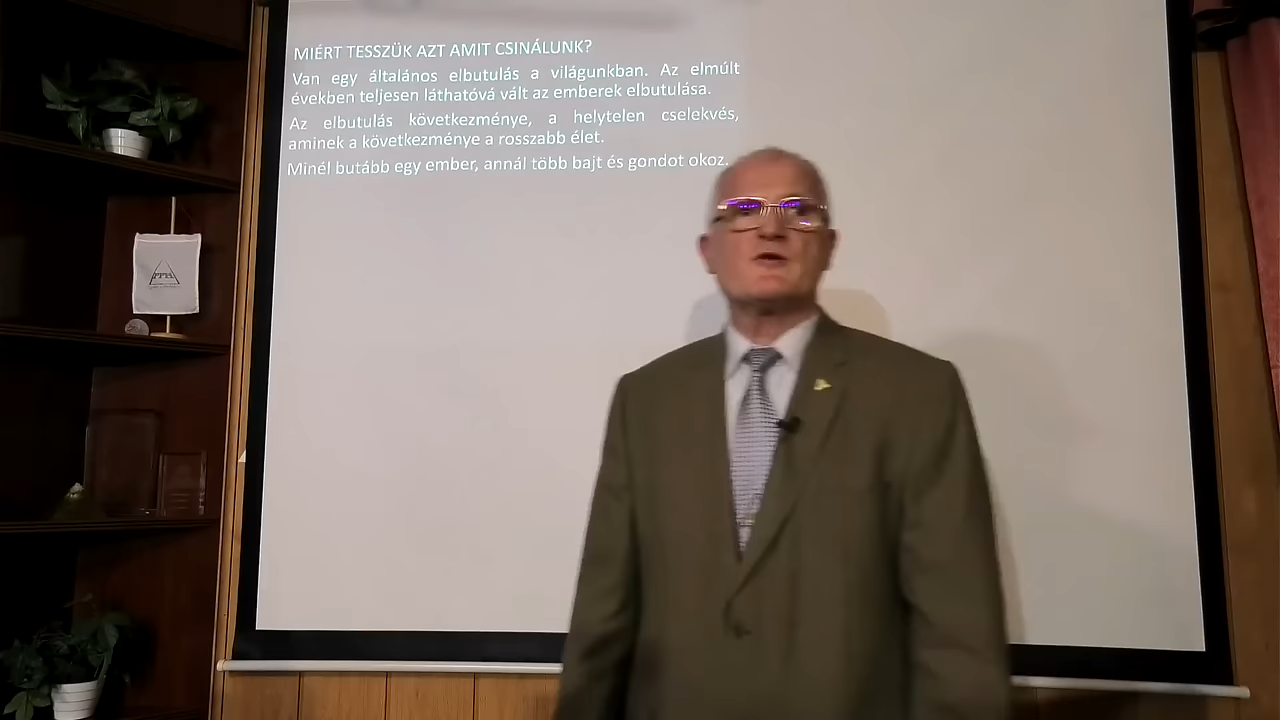 MIÉRT TESSZÜK AZT AMIT CSINÁLUNK?
Van egy általános elbutulás a világunkban. Az elmúlt
években teljesen láthatóvá vált az emberek elbutulása.
Az elbutulás következménye, a helytelen cselekvés,
aminek a következménye a rosszabb élet.
Minél butább egy ember, annál több bajt és gondot okoz.